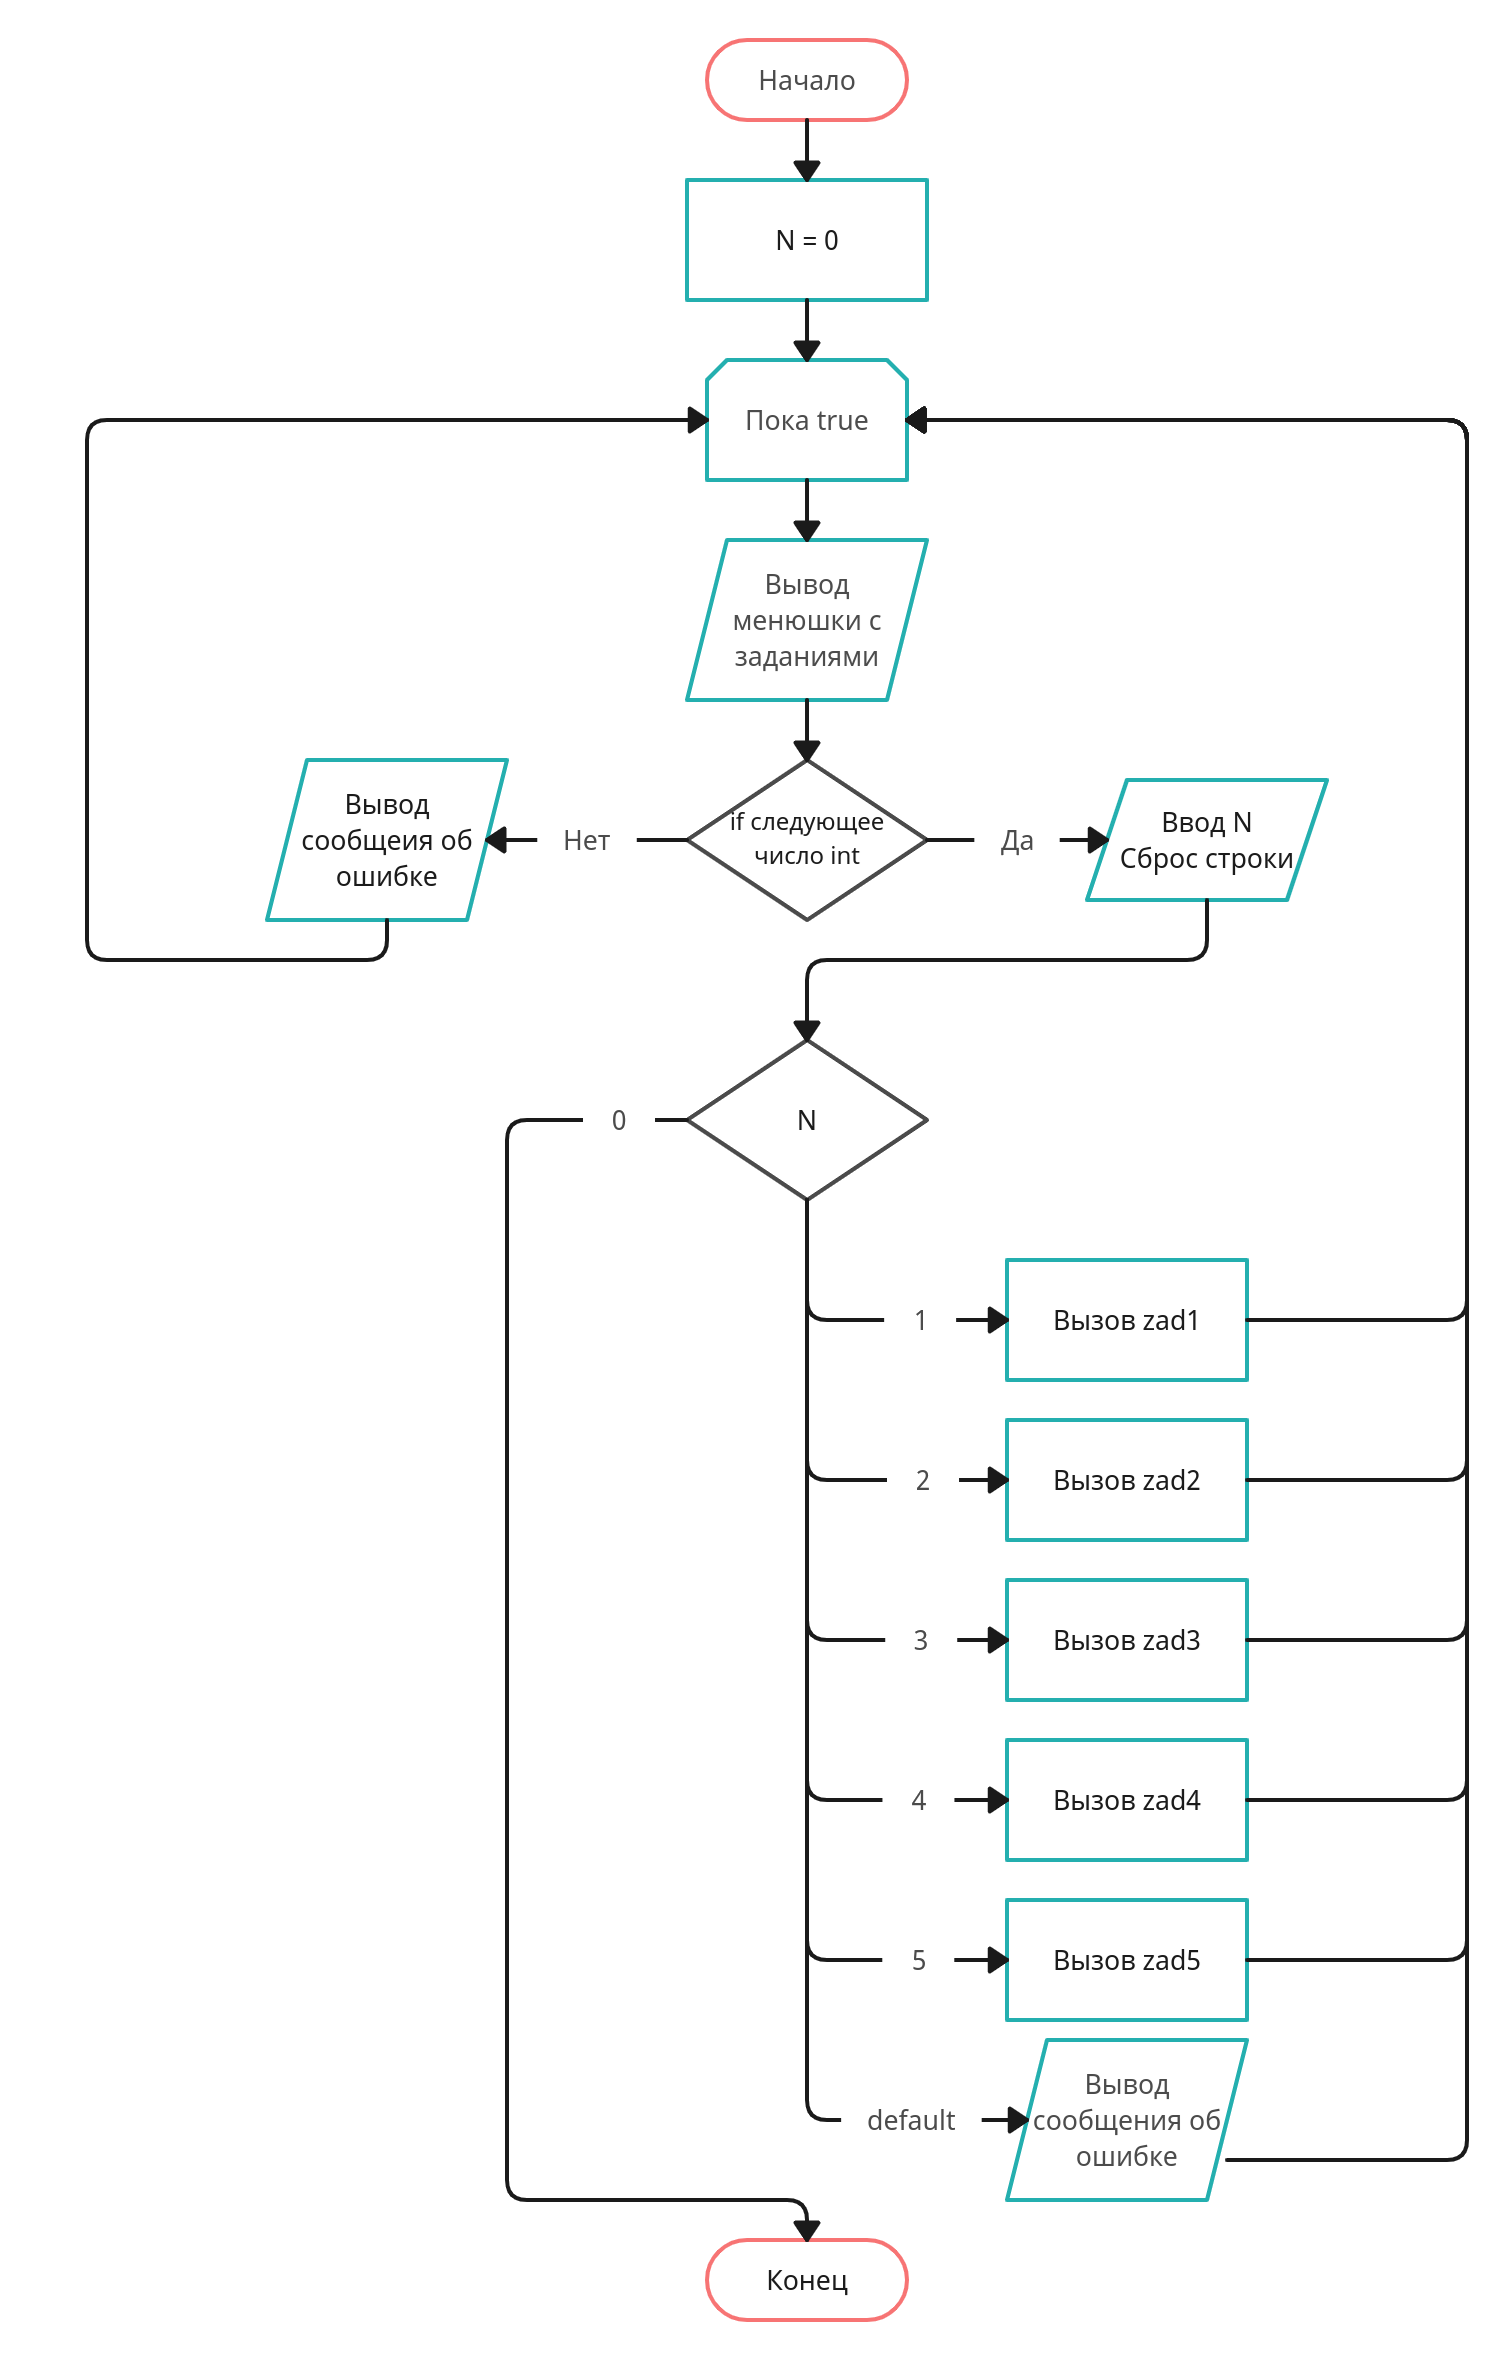 Начало
N = 0
Пока true
Вывод
менюшки с
заданиями
Вывод
сообщеия об
ошибке
Нет
if следующее
число int
Да
Ввод N
Сброс строки
0
N
1
Вызов zad1
2
Вызов zad2
3
Вызов zad3
4
Вызов zad4
5
Вызов zad5
default
Вывод
сообщения об
ошибке
Конец